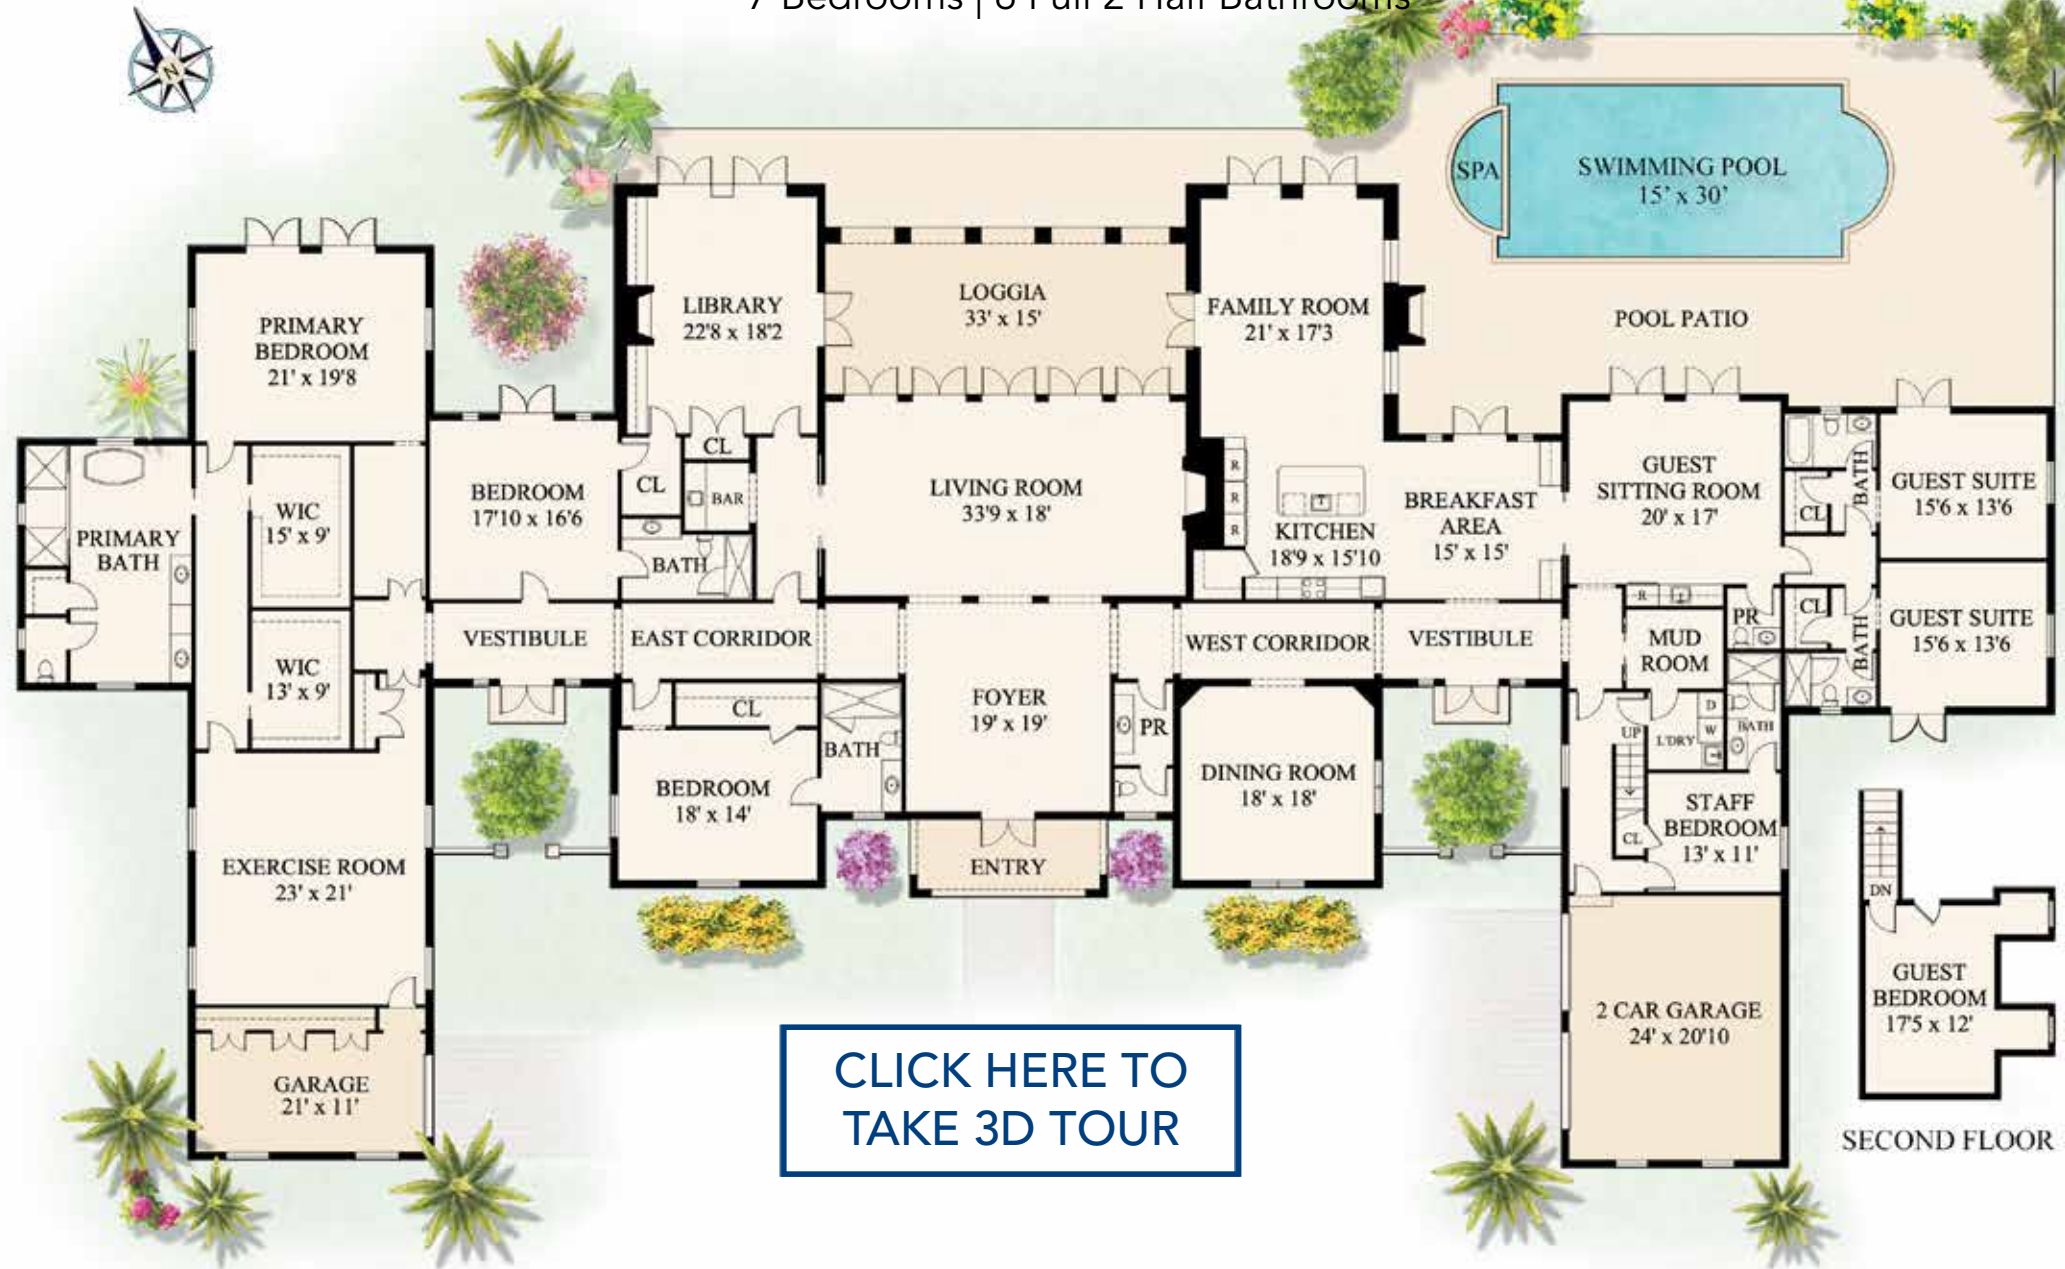 7 Bedrooms | 6 Full 2 Half Bathrooms
N
SPA
SWIMMING POOL
15' x 30'
POOL PATIO
PRIMARY
BEDROOM
21' x 19'8
LIBRARY
22'8 x 18'2
LOGGIA
33' x 15'
FAMILY ROOM
21' x 17'3
CL
CL
BAR
BEDROOM
17'10 x 16'6
BATH
LIVING ROOM
33'9 x 18'
R
R
R
T
KITCHEN
18'9 x 15'10
BREAKFAST
AREA
15' x 15'
GUEST
SITTING ROOM
20' x 17'
BATH
CL
GUEST SUITE
15'6 x 13'6
PRIMARY
BATH
WIC
15' x 9'
WIC
13' x 9'
VESTIBULE
EAST CORRIDOR
WEST CORRIDOR
VESTIBULE
R
MUD
ROOM
PR
CL
BATH
GUEST SUITE
15'6 x 13'6
CL
BATH
BEDROOM
18' x 14'
FOYER
19' x 19'
PR
DINING ROOM
18' x 18'
UP
L'DRY
D
W
BATH
CL
STAFF
BEDROOM
13' x 11'
ENTRY
EXERCISE ROOM
23' x 21'
GARAGE
21' x 11'
2 CAR GARAGE
24' x 20'10
DN
GUEST
BEDROOM
17'5 x 12'
SECOND FLOOR
CLICK HERE TO
TAKE 3D TOUR